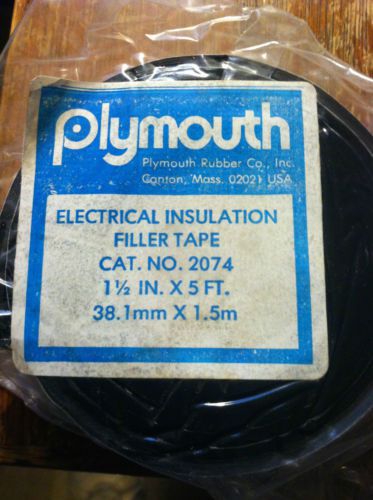 Plymouth
Plymouth Rubber Co., Inc.
Canton, Mass. 02021 USA
ELECTRICAL INSULATION
FILLER TAPE
CAT. NO. 2074
1½ IN. X 5 FT.
38.1mm X 1.5m